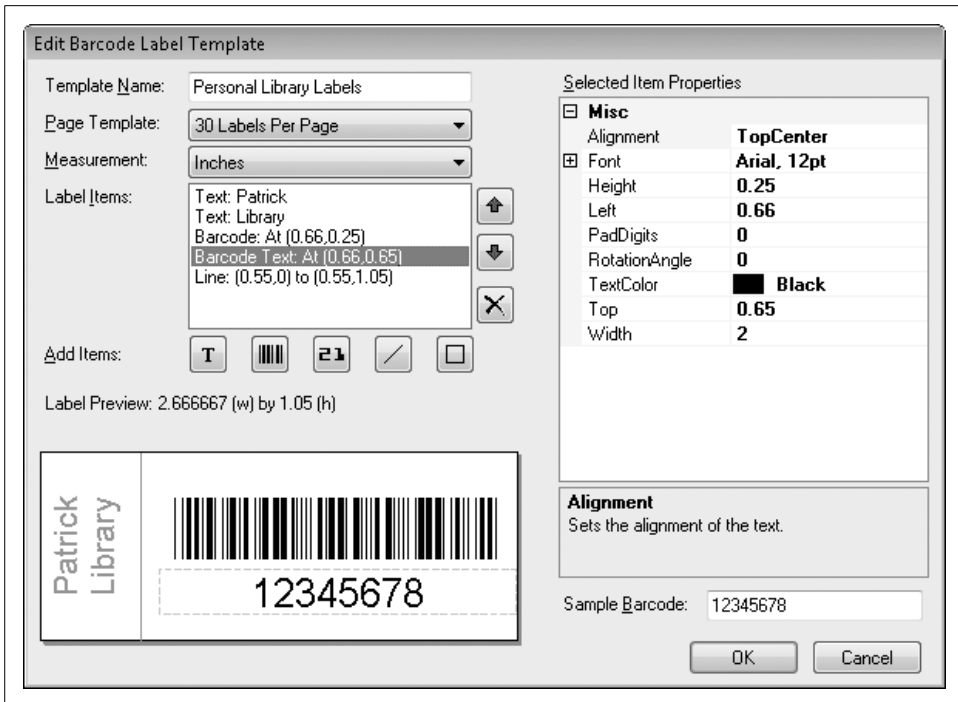 Edit Barcode Label Template
Template Name: Personal Library Labels
Page Template: 30 Labels Per Page
Measurement: Inches
Label Items:
Text: Patrick
Text: Library
Barcode: At (0.66,0.25)
Barcode Text: At (0.66,0.65)
Line: (0.55,0) to (0.55,1.05)
Add Items: T 21
Label Preview: 2.666667 (w) by 1.05 (h)
Patrick
Library
12345678
Selected Item Properties
Misc
Alignment TopCenter
Font Arial, 12pt
Height 0.25
Left 0.66
PadDigits 0
RotationAngle 0
TextColor Black
Top 0.65
Width 2
Alignment
Sets the alignment of the text.
Sample Barcode: 12345678
OK Cancel